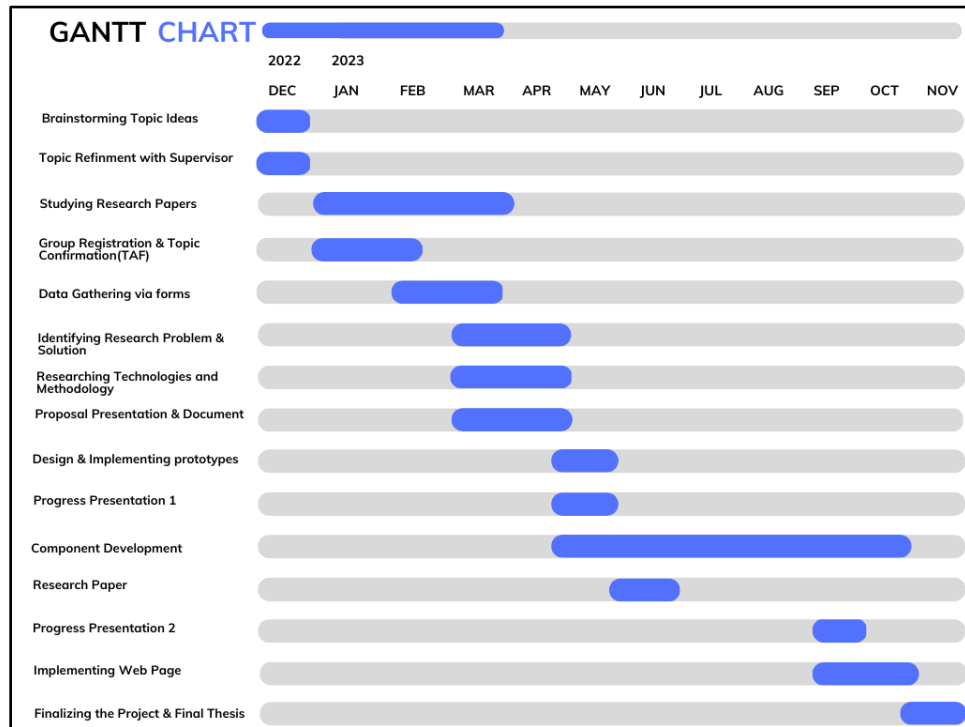 GANTT CHART
2022 2023
DEC JAN FEB MAR APR MAY JUN JUL AUG SEP OCT NOV
Brainstorming Topic Ideas
Topic Refinment with Supervisor
Studying Research Papers
Group Registration & Topic
Confirmation(TAF)
Data Gathering via forms
Identifying Research Problem &
Solution
Researching Technologies and
Methodology
Proposal Presentation & Document
Design & Implementing prototypes
Progress Presentation 1
Component Development
Research Paper
Progress Presentation 2
Implementing Web Page
Finalizing the Project & Final Thesis